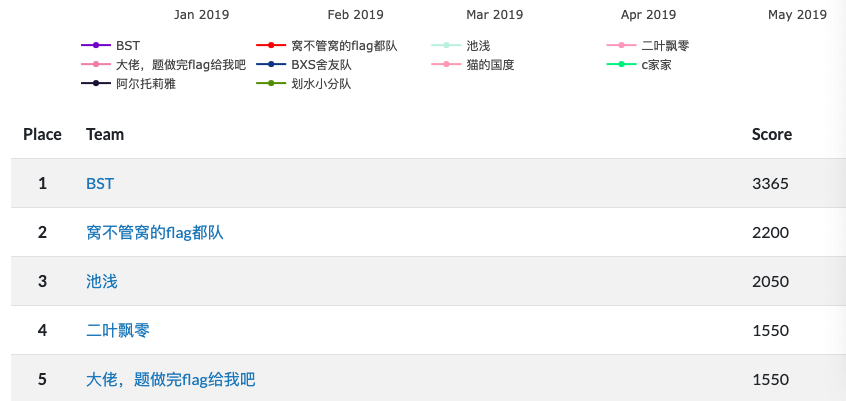 Jan 2019 Feb 2019 Mar 2019 Apr 2019 May 2019
BST 窝不管窝的flag都队 池浅 二叶飘零
大佬，题做完flag给我吧 BXS舍友队 猫的国度 c家家
阿尔托莉雅 划水小分队
Place Team Score
1 BST 3365
2 窝不管窝的flag都队 2200
3 池浅 2050
4 二叶飘零 1550
5 大佬，题做完flag给我吧 1550